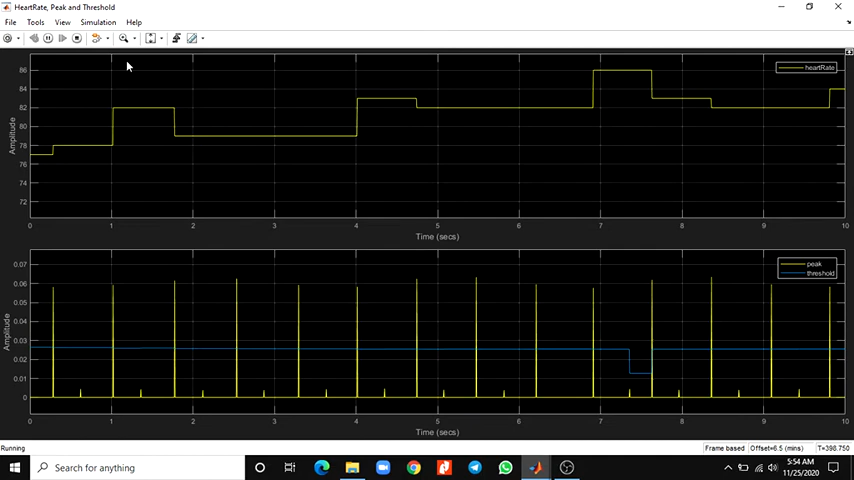 HeartRate, Peak and Threshold
File Tools View Simulation Help
86
84
82
80
78
76
74
72
Amplitude
heartRate
0 1 2 3 4 5 6 7 8 9 10
Time (secs)
0.07
0.06
0.05
0.04
0.03
0.02
0.01
0
Amplitude
peak
threshold
0 1 2 3 4 5 6 7 8 9 10
Time (secs)
Running Frame based Offset=6.5 (mins) T=398.750
Search for anything
5:54 AM
11/25/2020